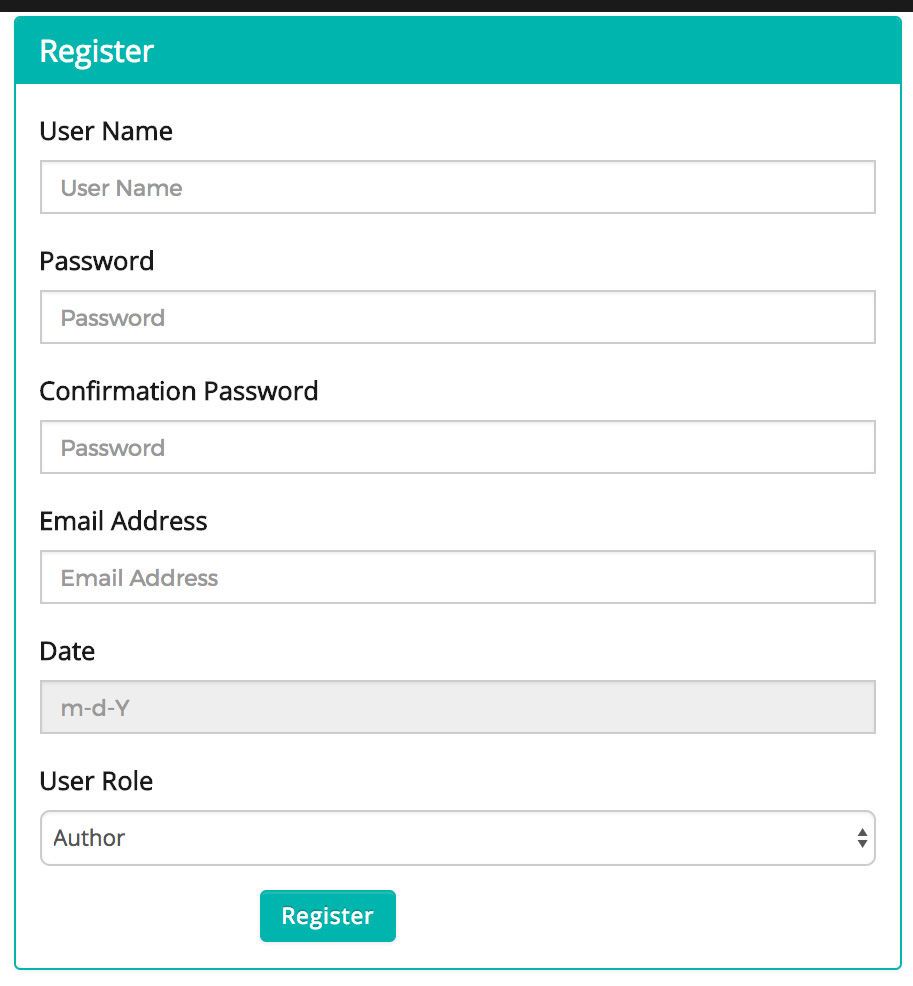 Register
User Name
User Name
Password
Password
Confirmation Password
Password
Email Address
Email Address
Date
m-d-Y
User Role
Author
Register